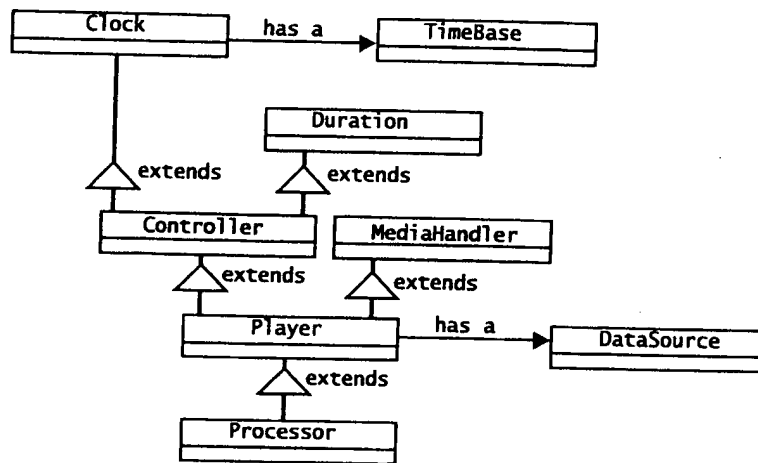 Clock
has a
TimeBase
Duration
extends
extends
Controller
MediaHandler
extends
extends
Player
has a
DataSource
extends
Processor